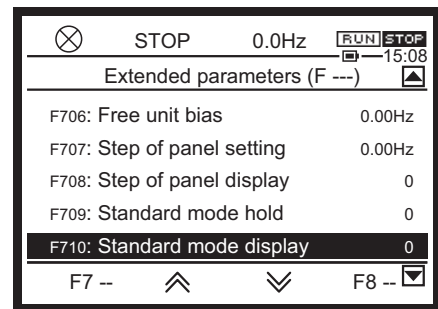 STOP 0.0Hz RUN STOP
15:08
Extended parameters (F ---)
F706: Free unit bias 0.00Hz
F707: Step of panel setting 0.00Hz
F708: Step of panel display 0
F709: Standard mode hold 0
F710: Standard mode display 0
F7 -- F8 --